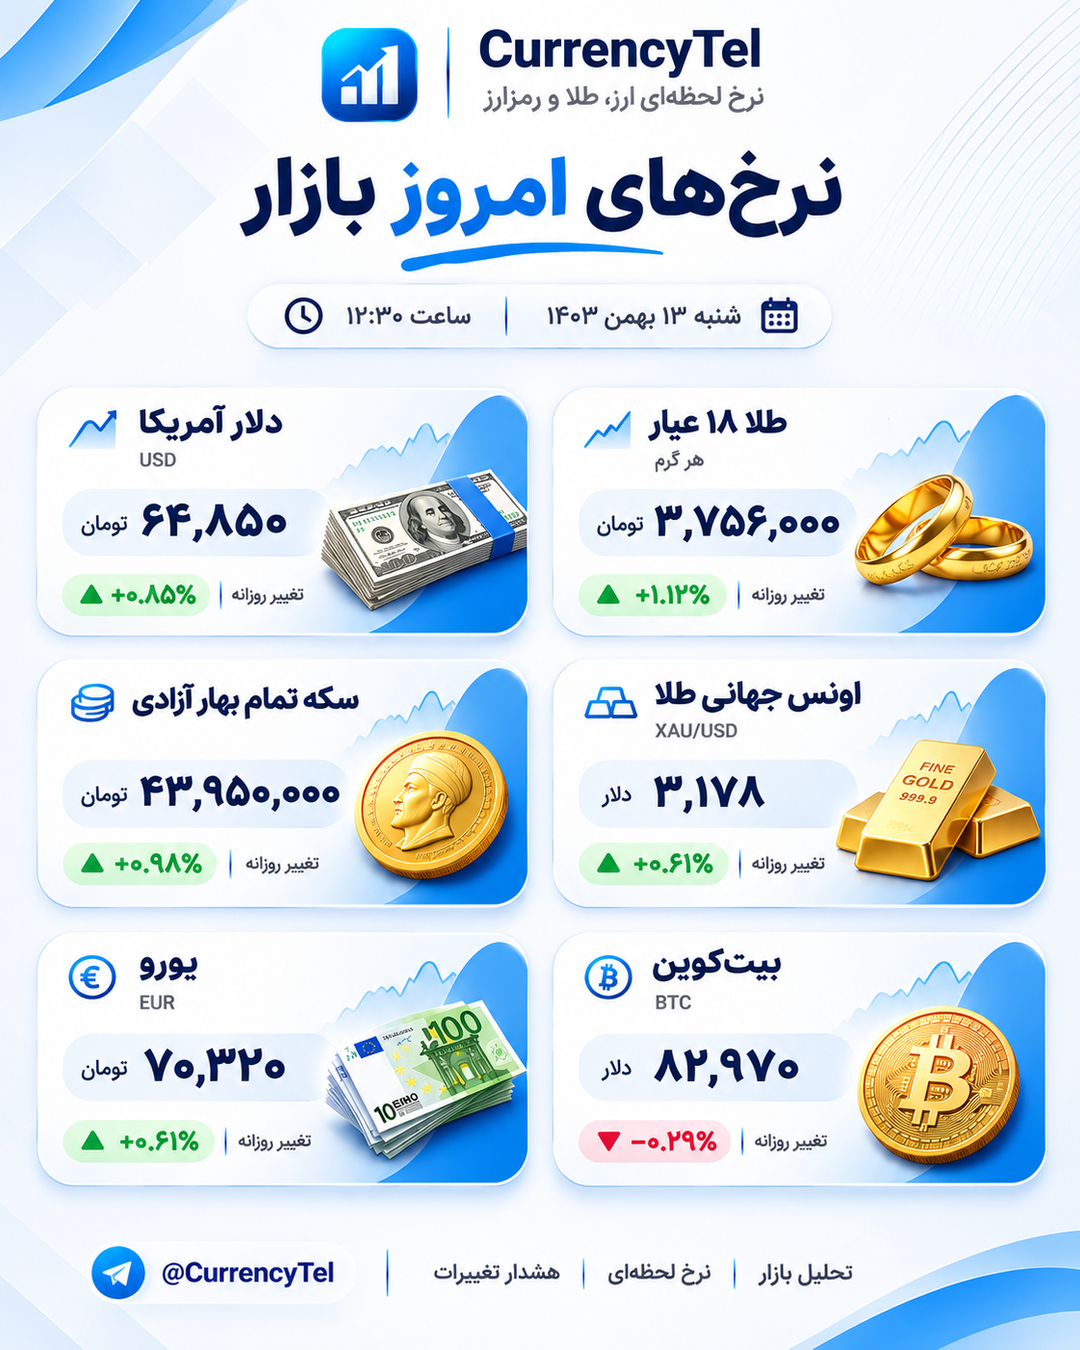 CurrencyTel
نرخ لحظه‌ای ارز، طلا و رمزارز
نرخ‌های امروز بازار
شنبه ۱۳ بهمن ۱۴۰۳ | ساعت ۱۲:۳۰
طلا ۱۸ عیار
هر گرم
۳,۷۵۶,۰۰۰ تومان
تغییر روزانه | +۱.۱۲%
دلار آمریکا
USD
۶۴,۸۵۰ تومان
تغییر روزانه | +۰.۸۵%
اونس جهانی طلا
XAU/USD
۳,۱۷۸ دلار
تغییر روزانه | +۰.۶۱%
FINE
GOLD
999.9
سکه تمام بهار آزادی
۴۳,۹۵۰,۰۰۰ تومان
تغییر روزانه | +۰.۹۸%
بیت‌کوین
BTC
۸۲,۹۷۰ دلار
تغییر روزانه | −۰.۲۹%
یورو
EUR
۷۰,۳۲۰ تومان
تغییر روزانه | +۰.۶۱%
100
تحلیل بازار | نرخ لحظه‌ای | هشدار تغییرات
@CurrencyTel